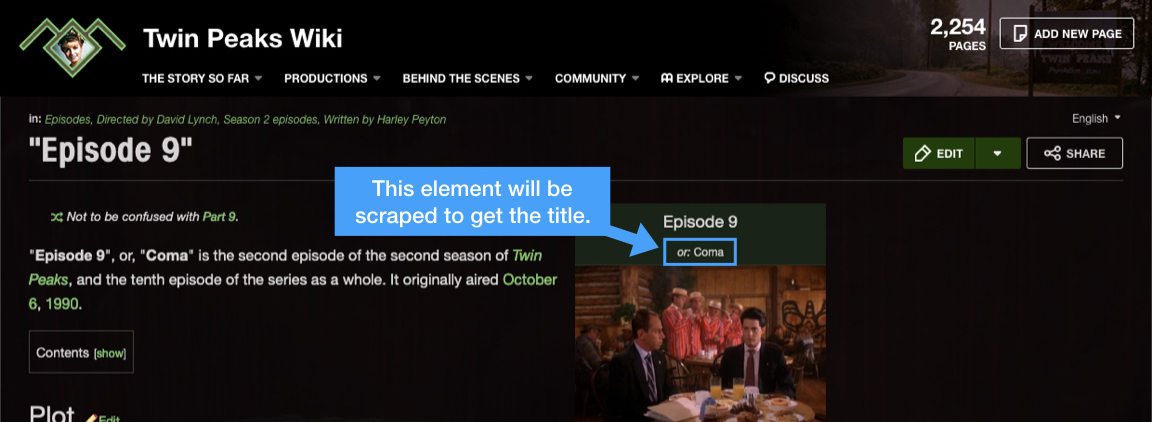 Twin Peaks Wiki
2,254
PAGES
ADD NEW PAGE
THE STORY SO FAR
PRODUCTIONS
BEHIND THE SCENES
COMMUNITY
EXPLORE
DISCUSS
in: Episodes, Directed by David Lynch, Season 2 episodes, Written by Harley Peyton
English
"Episode 9"
EDIT
SHARE
This element will be
scraped to get the title.
Not to be confused with Part 9.
Episode 9
or: Coma
"Episode 9", or, "Coma" is the second episode of the second season of Twin
Peaks, and the tenth episode of the series as a whole. It originally aired October
6, 1990.
Contents [show]
Plot
Edit